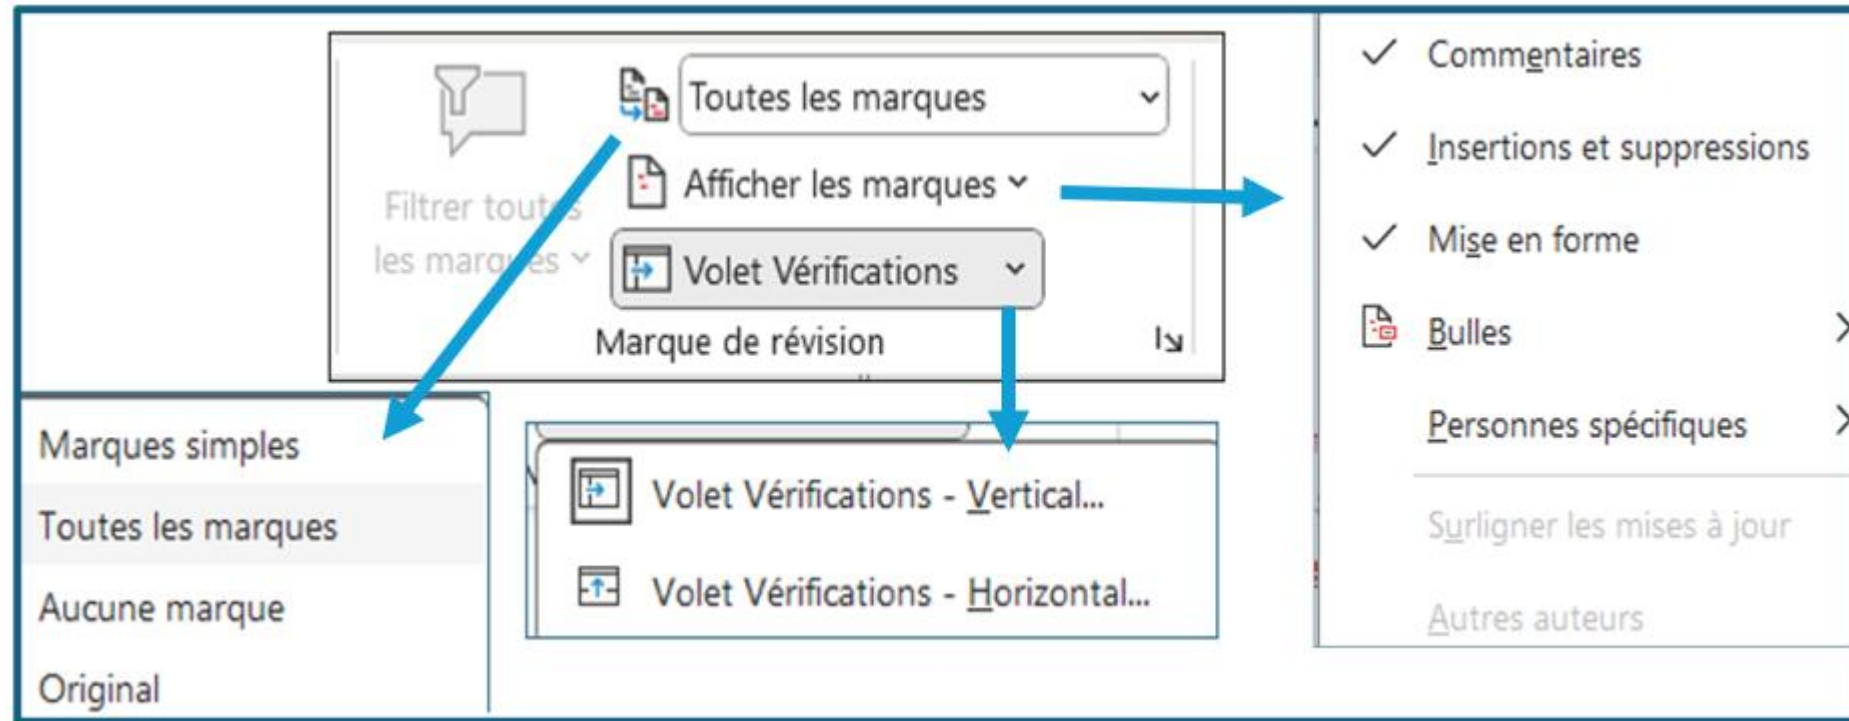 Toutes les marques
Filtrer toutes
les marques
Afficher les marques
Volet Vérifications
Marque de révision
Marques simples
Toutes les marques
Aucune marque
Original
Volet Vérifications - Vertical...
Volet Vérifications - Horizontal...
Commentaires
Insertions et suppressions
Mise en forme
Bulles
Personnes spécifiques
Surligner les mises à jour
Autres auteurs